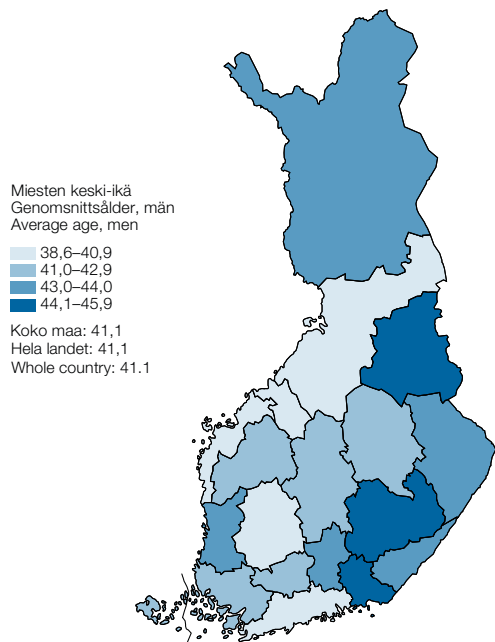 Miesten keski-ikä
Genomsnittsålder, män
Average age, men
38,6–40,9
41,0–42,9
43,0–44,0
44,1–45,9
Koko maa: 41,1
Hela landet: 41,1
Whole country: 41.1